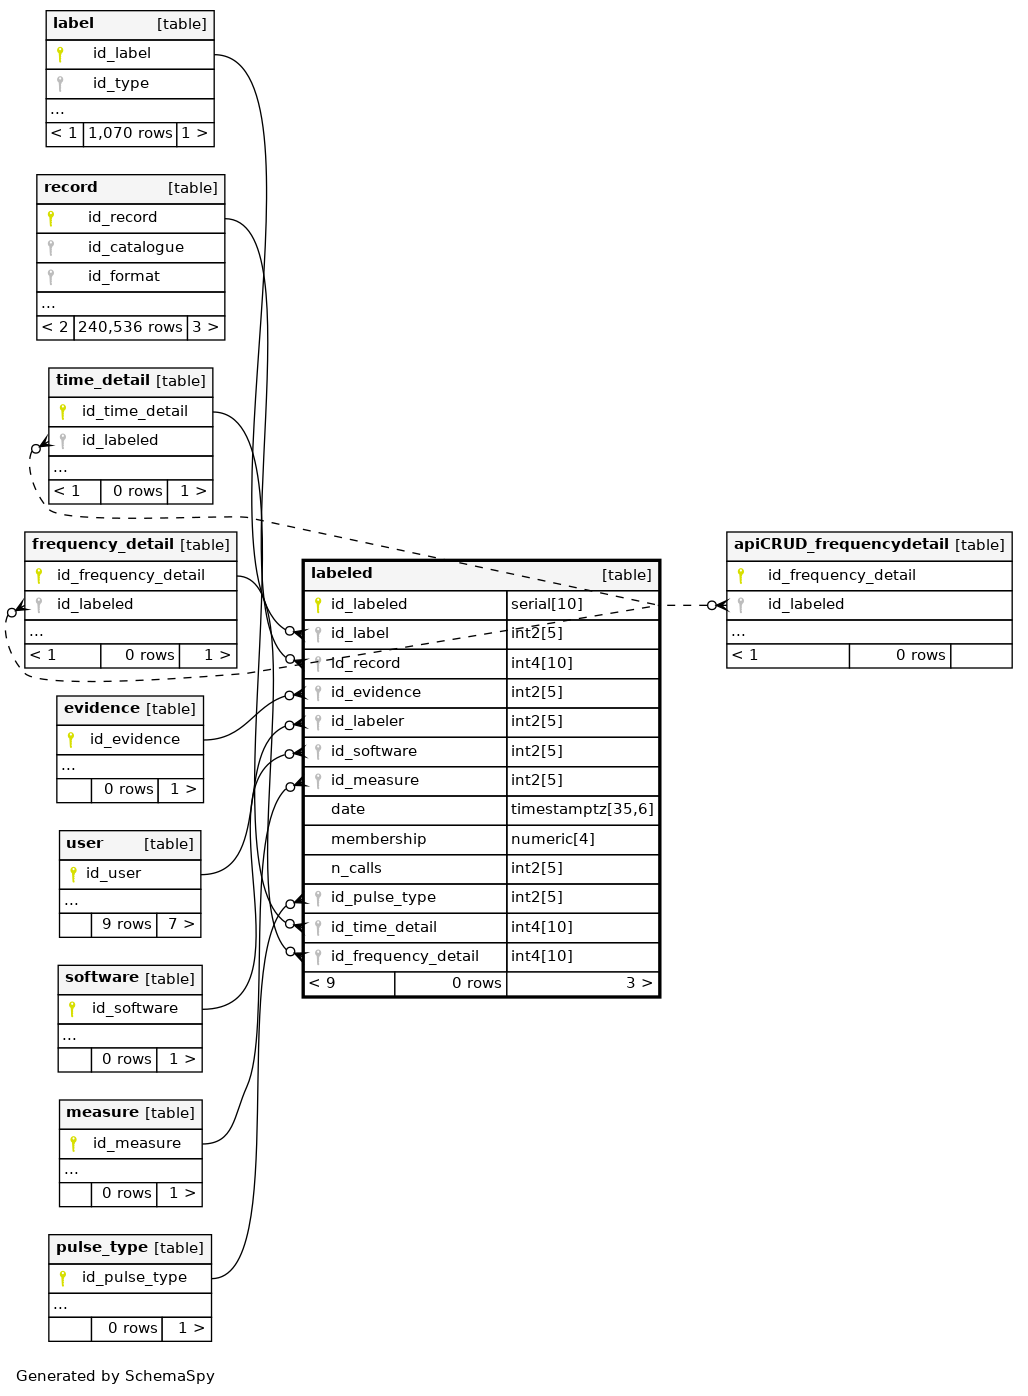 label [table]
id_label
id_type
...
< 1 1,070 rows 1 >
record [table]
id_record
id_catalogue
id_format
...
< 2 240,536 rows 3 >
time_detail [table]
id_time_detail
id_labeled
...
< 1 0 rows 1 >
frequency_detail [table]
id_frequency_detail
id_labeled
...
< 1 0 rows 1 >
evidence [table]
id_evidence
...
0 rows 1 >
user [table]
id_user
...
9 rows 7 >
software [table]
id_software
...
0 rows 1 >
measure [table]
id_measure
...
0 rows 1 >
pulse_type [table]
id_pulse_type
...
0 rows 1 >
labeled [table]
id_labeled serial[10]
id_label int2[5]
id_record int4[10]
id_evidence int2[5]
id_labeler int2[5]
id_software int2[5]
id_measure int2[5]
date timestamptz[35,6]
membership numeric[4]
n_calls int2[5]
id_pulse_type int2[5]
id_time_detail int4[10]
id_frequency_detail int4[10]
< 9 0 rows 3 >
apiCRUD_frequencydetail [table]
id_frequency_detail
id_labeled
...
< 1 0 rows
Generated by SchemaSpy